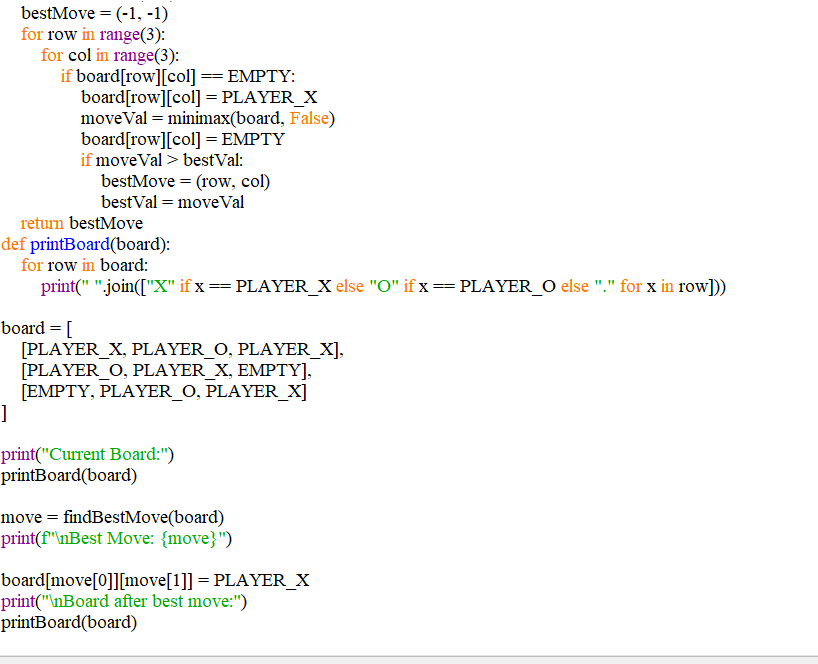 bestMove = (-1, -1)
for row in range(3):
for col in range(3):
if board[row][col] == EMPTY:
board[row][col] = PLAYER_X
moveVal = minimax(board, False)
board[row][col] = EMPTY
if moveVal > bestVal:
bestMove = (row, col)
bestVal = moveVal
return bestMove
def printBoard(board):
for row in board:
print(" ".join(["X" if x == PLAYER_X else "O" if x == PLAYER_O else "." for x in row]))
board = [
[PLAYER_X, PLAYER_O, PLAYER_X],
[PLAYER_O, PLAYER_X, EMPTY],
[EMPTY, PLAYER_O, PLAYER_X]
]
print("Current Board:")
printBoard(board)
move = findBestMove(board)
print(f"\nBest Move: {move}")
board[move[0]][move[1]] = PLAYER_X
print("\nBoard after best move:")
printBoard(board)